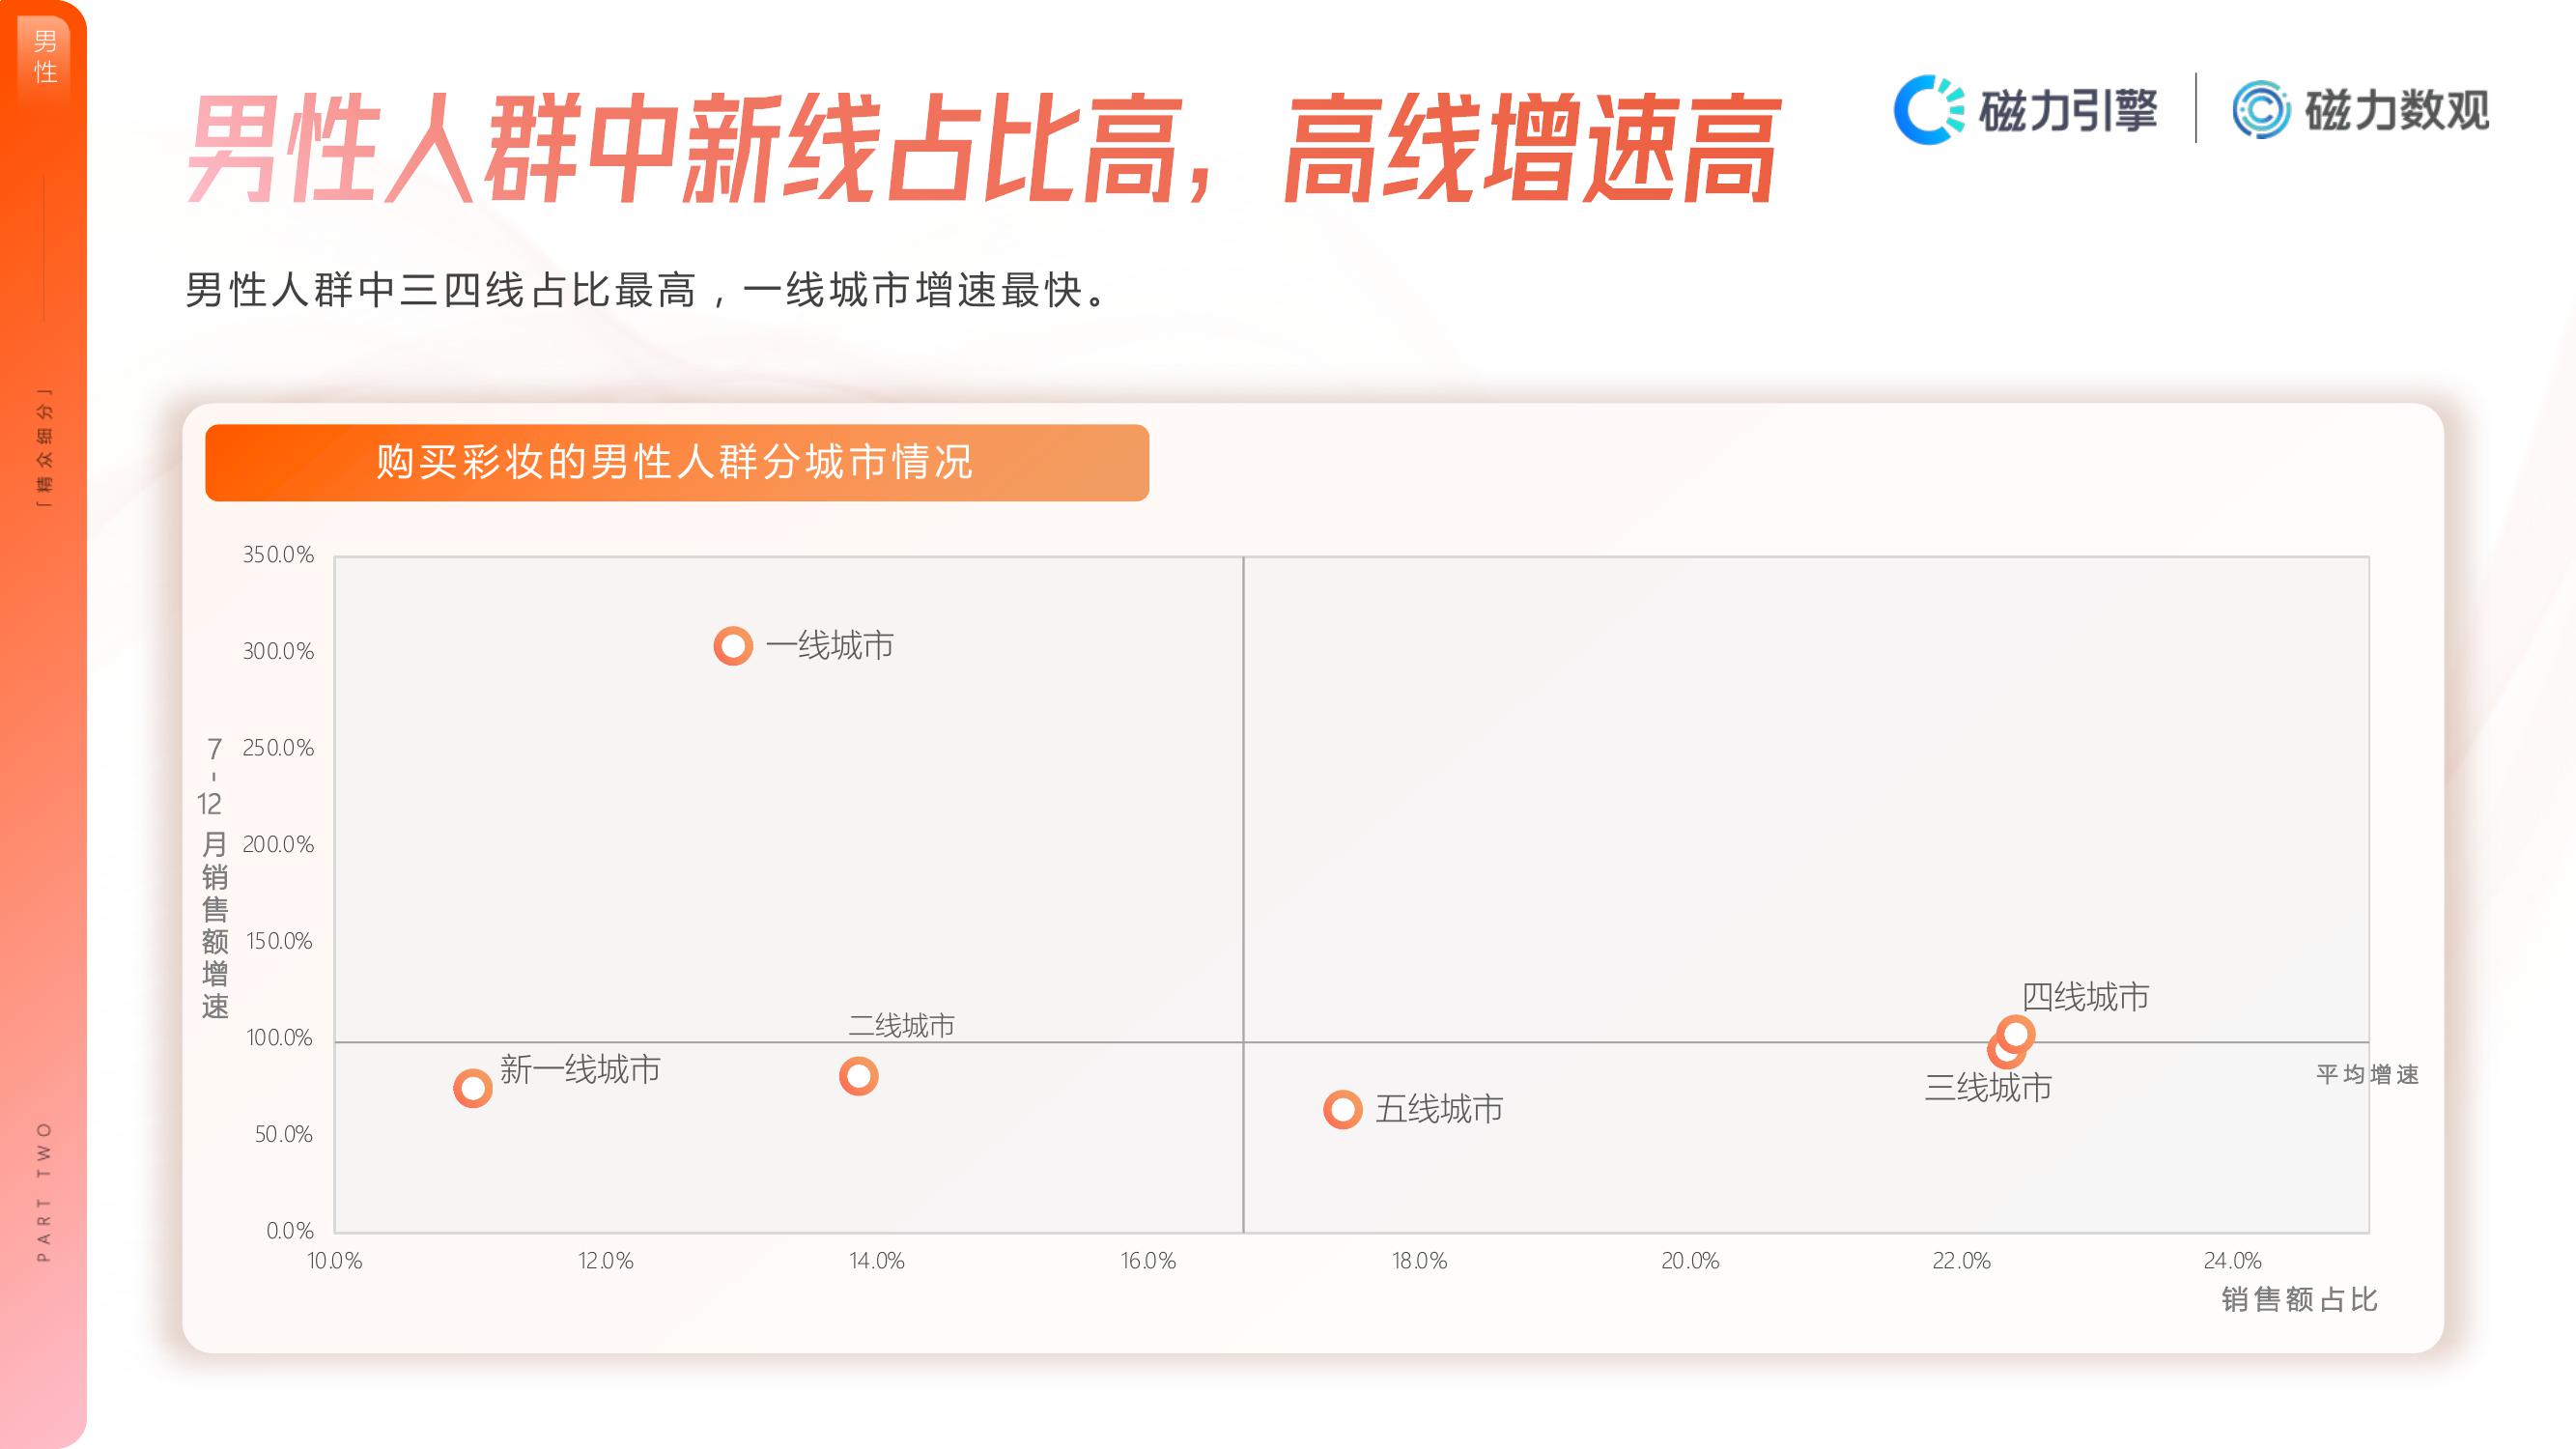 男性
「精众细分」
PART TWO
男性人群中新线占比高，高线增速高
磁力引擎
磁力数观
男性人群中三四线占比最高，一线城市增速最快。
购买彩妆的男性人群分城市情况
7-12月销售额增速
350.0%
300.0%
250.0%
200.0%
150.0%
100.0%
50.0%
0.0%
一线城市
二线城市
新一线城市
四线城市
三线城市
五线城市
平均增速
10.0%
12.0%
14.0%
16.0%
18.0%
20.0%
22.0%
24.0%
销售额占比